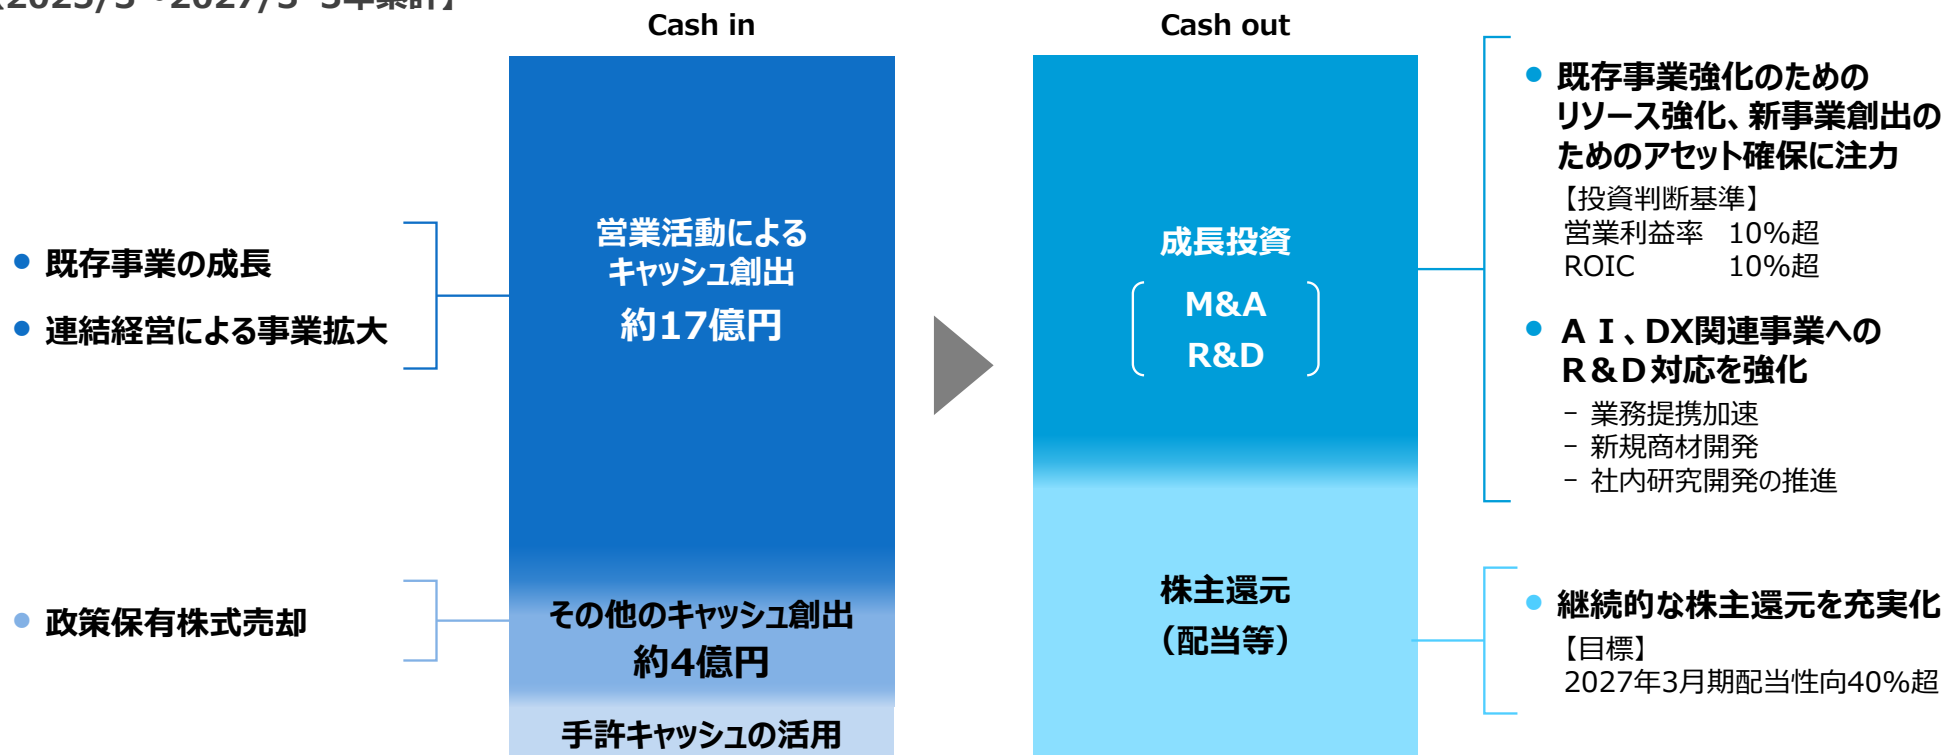 Cash in
Cash out
既存事業の成長
連結経営による事業拡大
政策保有株式売却
営業活動による
キャッシュ創出
約17億円
その他のキャッシュ創出
約4億円
手許キャッシュの活用
成長投資
M&A
R&D
株主還元
（配当等）
既存事業強化のための
リソース強化、新事業創出の
ためのアセット確保に注力
【投資判断基準】
営業利益率 10%超
ROIC 10%超
ＡＩ、DX関連事業への
Ｒ＆Ｄ対応を強化
− 業務提携加速
− 新規商材開発
− 社内研究開発の推進
継続的な株主還元を充実化
【目標】
2027年3月期配当性向40%超